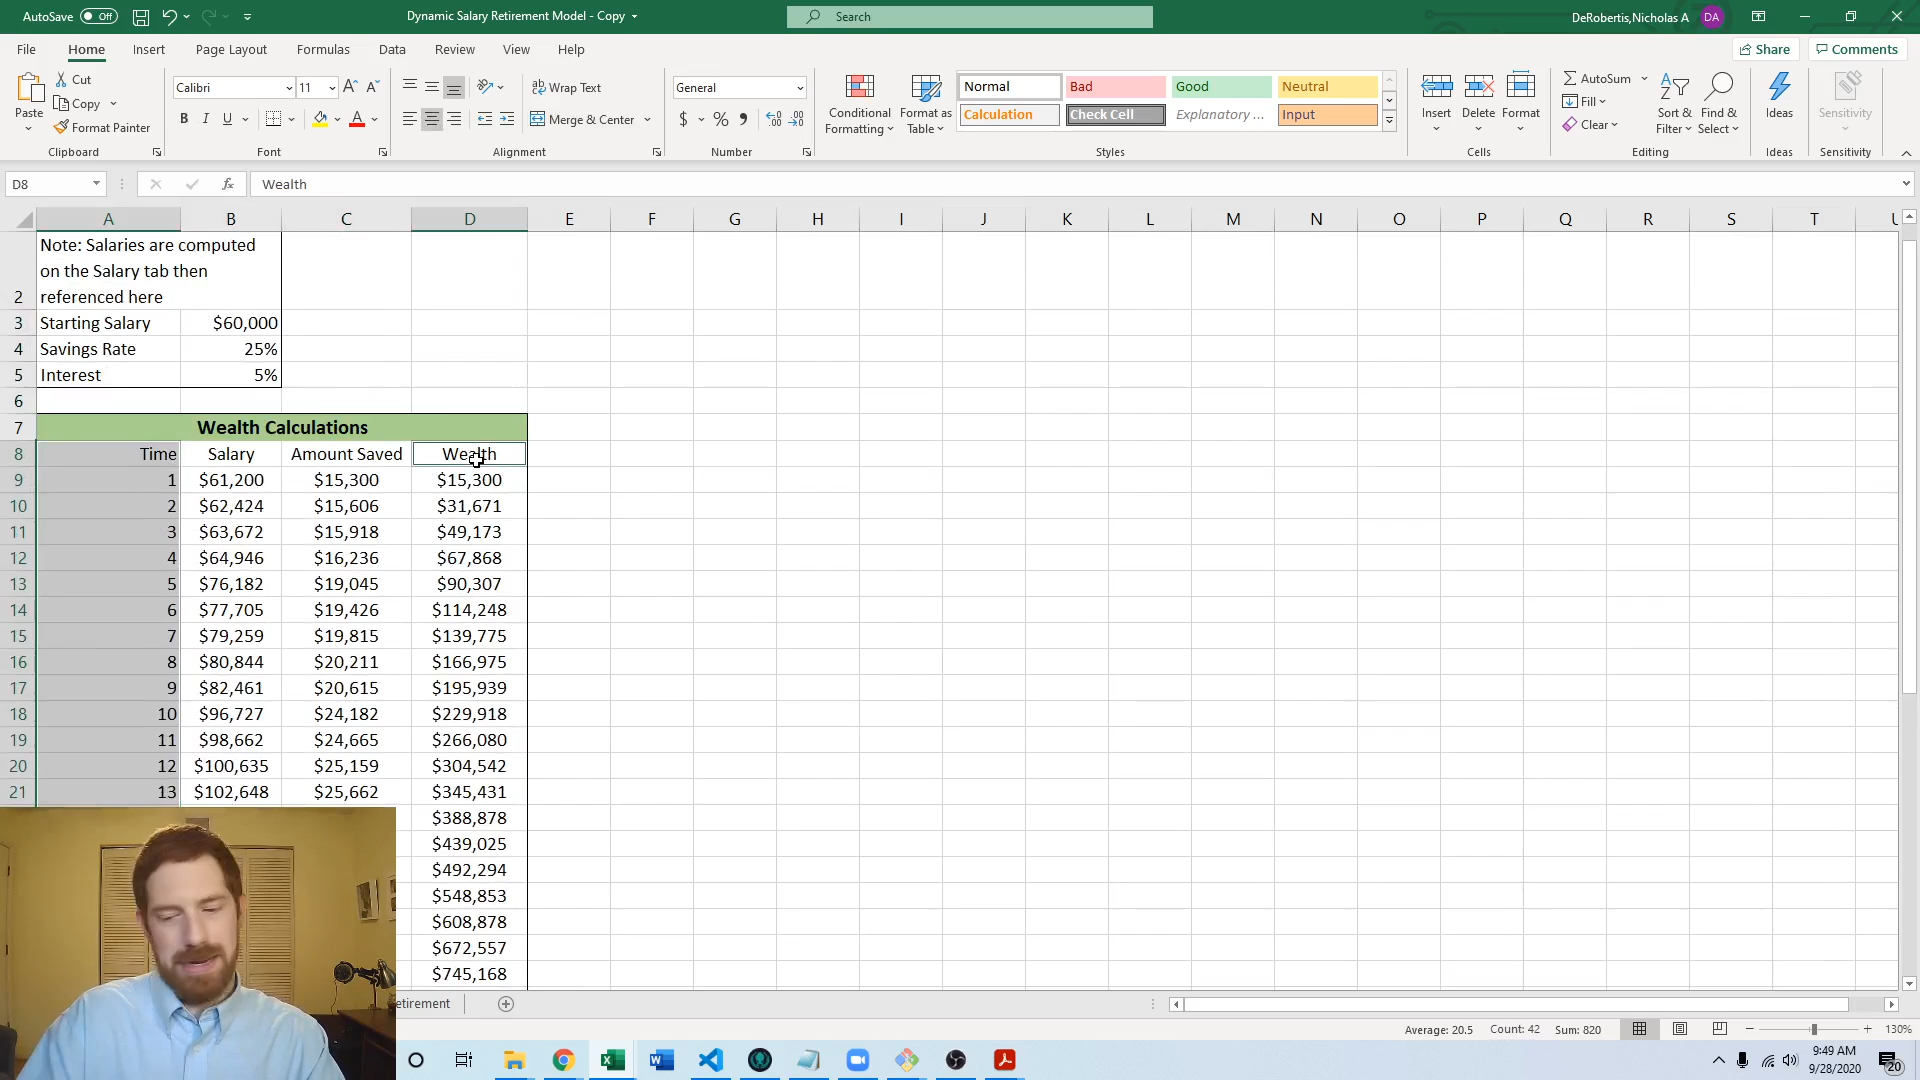 AutoSave Off
Dynamic Salary Retirement Model - Copy
Search
DeRobertis,Nicholas A DA
File Home Insert Page Layout Formulas Data Review View Help
Share Comments
Paste
Cut
Copy
Format Painter
Clipboard
Calibri 11 A A
B I U A
Font
Wrap Text
Merge & Center
Alignment
General
$ % ,
Number
Conditional Formatting
Format as Table
Normal Bad Good Neutral
Calculation Check Cell Explanatory ... Input
Styles
Insert Delete Format
Cells
AutoSum
Fill
Clear
Sort & Filter
Find & Select
Editing
Ideas
Ideas
Sensitivity
Sensitivity
D8 fx Wealth
A B C D E F G H I J K L M N O P Q R S T U
Note: Salaries are computed
on the Salary tab then
2 referenced here
3 Starting Salary $60,000
4 Savings Rate 25%
5 Interest 5%
6
7 Wealth Calculations
8 Time Salary Amount Saved Wealth
9 1 $61,200 $15,300 $15,300
10 2 $62,424 $15,606 $31,671
11 3 $63,672 $15,918 $49,173
12 4 $64,946 $16,236 $67,868
13 5 $76,182 $19,045 $90,307
14 6 $77,705 $19,426 $114,248
15 7 $79,259 $19,815 $139,775
16 8 $80,844 $20,211 $166,975
17 9 $82,461 $20,615 $195,939
18 10 $96,727 $24,182 $229,918
19 11 $98,662 $24,665 $266,080
20 12 $100,635 $25,159 $304,542
21 13 $102,648 $25,662 $345,431
$388,878
$439,025
$492,294
$548,853
$608,878
$672,557
$745,168
etirement
Average: 20.5 Count: 42 Sum: 820 130%
9:49 AM
9/28/2020
20